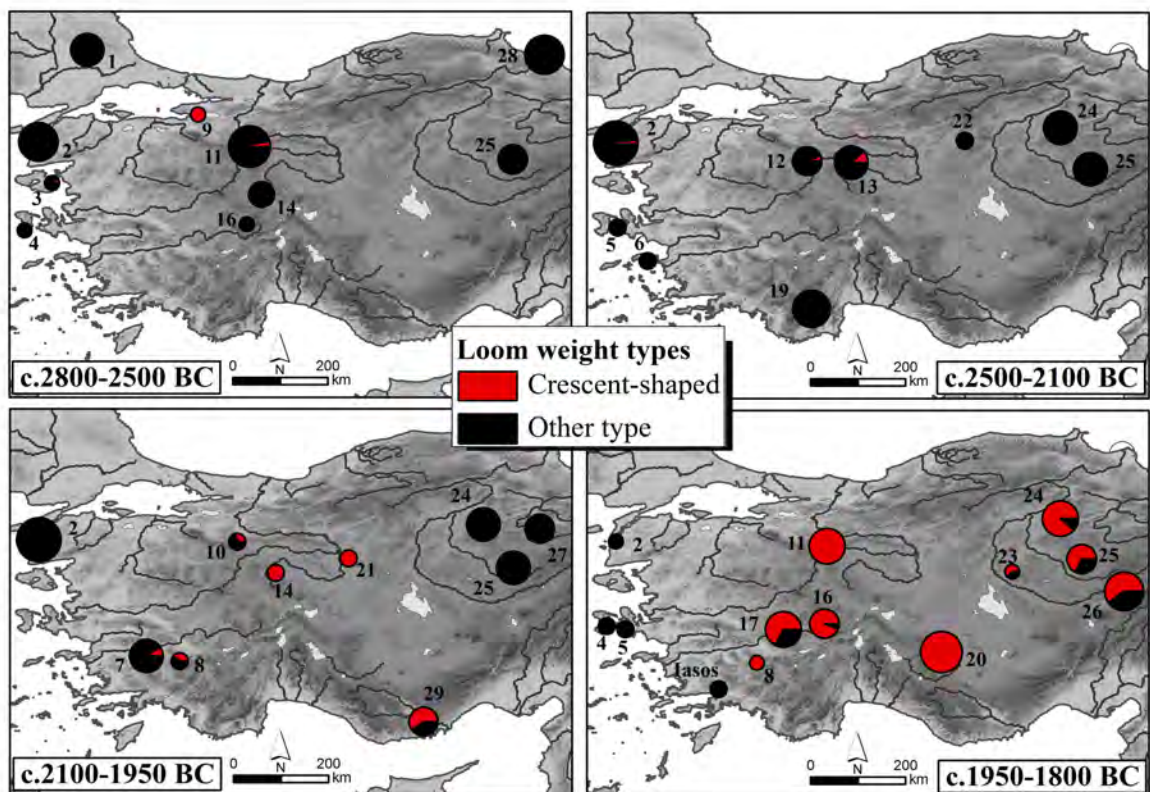 1
28
9
2
11
25
3
14
16
4
N
0 200
km
c.2800-2500 BC
2
22
24
12
13
25
5
6
19
N
0 200
km
c.2500-2100 BC
Loom weight types
Crescent-shaped
Other type
24
2
10
27
21
14
25
7
8
29
N
0 200
km
c.2100-1950 BC
24
2
11
25
23
16
26
17
4
5
20
Iasos
8
N
0 200
km
c.1950-1800 BC